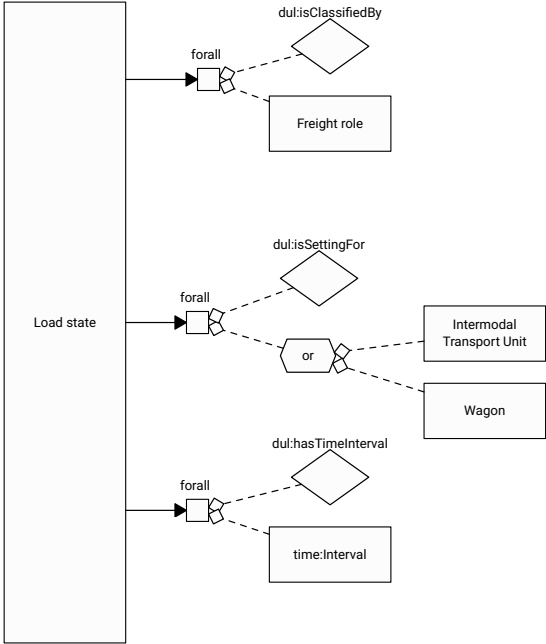 dul:isClassifiedBy
forall
Freight role
dul:isSettingFor
forall
Load state
Intermodal
Transport Unit
or
Wagon
dul:hasTimeInterval
forall
time:Interval